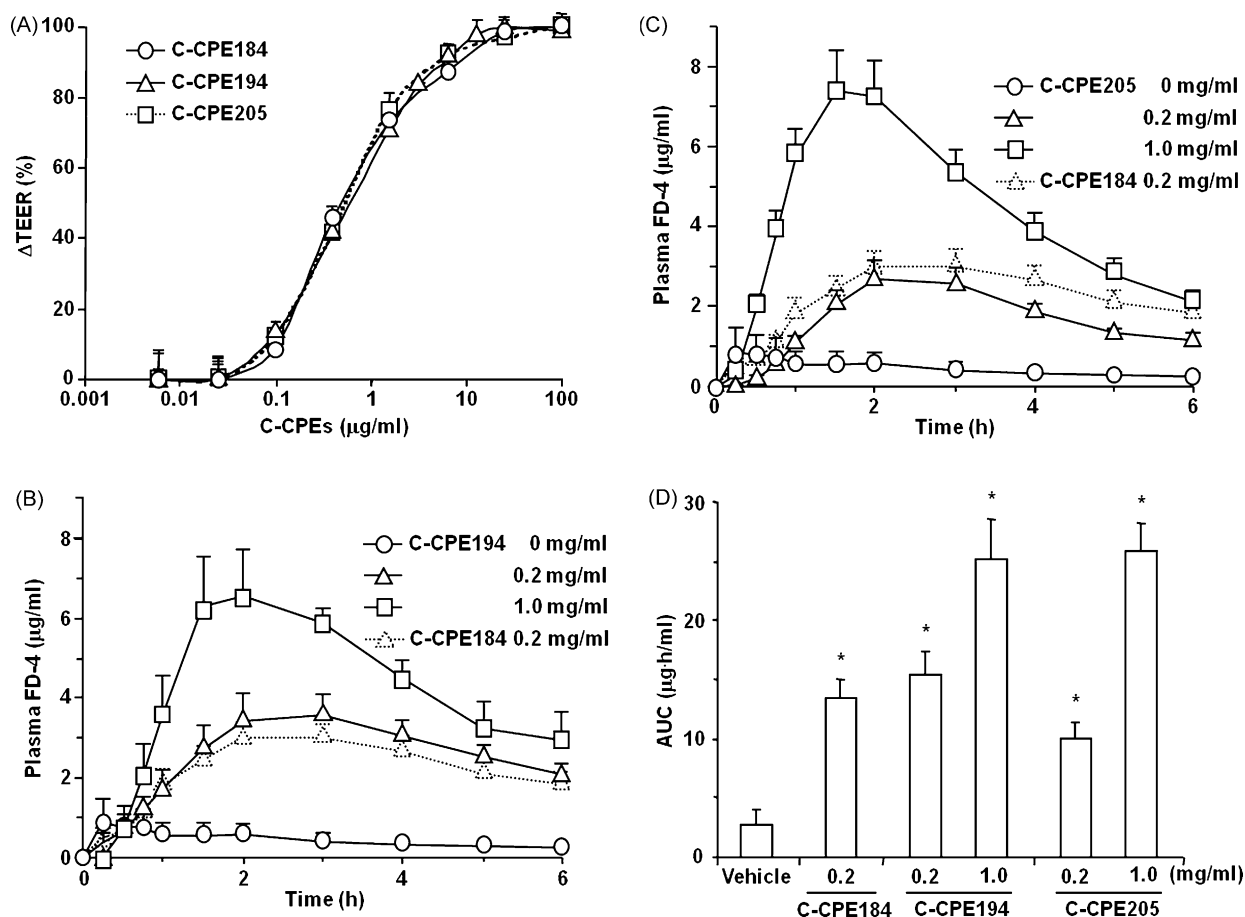 (A)
C-CPE184
C-CPE194
C-CPE205
ΔTEER (%)
100
80
60
40
20
0
0.001 0.01 0.1 1 10 100
C-CPEs (μg/ml)
(C)
C-CPE205 0 mg/ml
0.2 mg/ml
1.0 mg/ml
C-CPE184 0.2 mg/ml
Plasma FD-4 (μg/ml)
8
6
4
2
0
0 2 4 6
Time (h)
(B)
C-CPE194 0 mg/ml
0.2 mg/ml
1.0 mg/ml
C-CPE184 0.2 mg/ml
Plasma FD-4 (μg/ml)
8
6
4
2
0
0 2 4 6
Time (h)
(D)
AUC (μg·h/ml)
30
20
10
0
* * * * *
Vehicle 0.2 0.2 1.0 0.2 1.0 (mg/ml)
C-CPE184 C-CPE194 C-CPE205